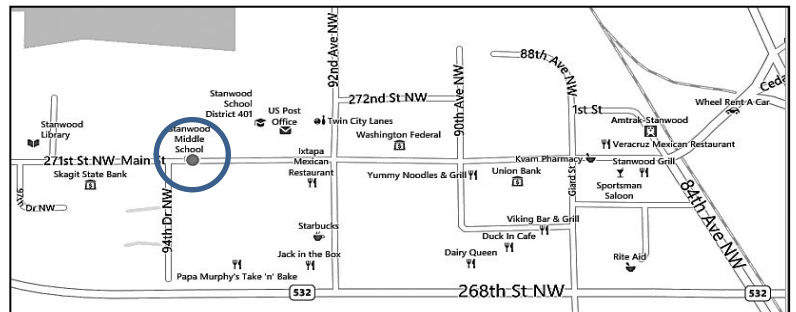 92nd Ave NW
88th Ave NW
90th Ave NW
272nd St NW
Stanwood
School
District 401
US Post
Office
Twin City Lanes
Washington Federal
1st St
Amtrak-Stanwood
Wheel Rent A Car
Ceda
Stanwood
Library
Stanwood
Middle
School
271st St NW Main St
Skagit State Bank
Ixtapa
Mexican
Restaurant
Yummy Noodles & Grill
Kvam Pharmacy
Union Bank
Veracruz Mexican Restaurant
Stanwood Grill
Sportsman
Saloon
Giard St
84th Ave NW
97th
Dr NW
94th Dr NW
Starbucks
Jack in the Box
Papa Murphy's Take 'n' Bake
Viking Bar & Grill
Duck In Cafe
Dairy Queen
Rite Aid
532
268th St NW
532